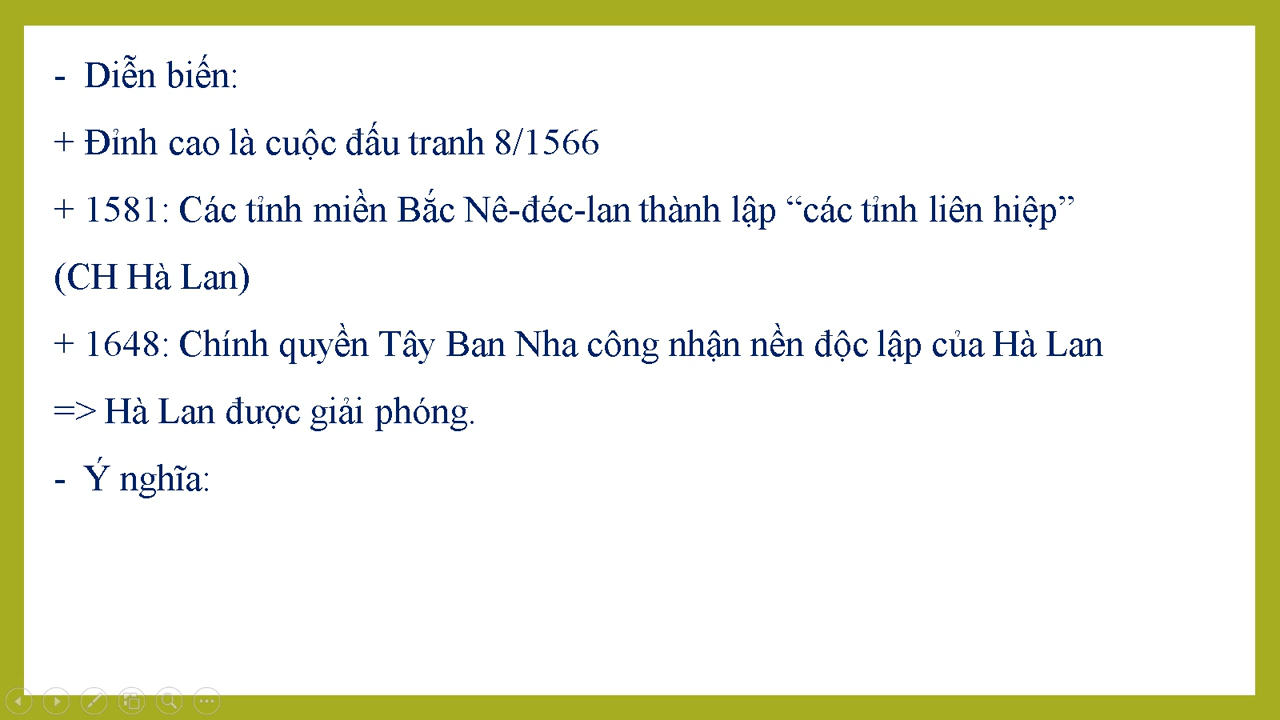 - Diễn biến:
+ Đỉnh cao là cuộc đấu tranh 8/1566
+ 1581: Các tỉnh miền Bắc Nê-đéc-lan thành lập “các tỉnh liên hiệp”
(CH Hà Lan)
+ 1648: Chính quyền Tây Ban Nha công nhận nền độc lập của Hà Lan
=> Hà Lan được giải phóng.
- Ý nghĩa: